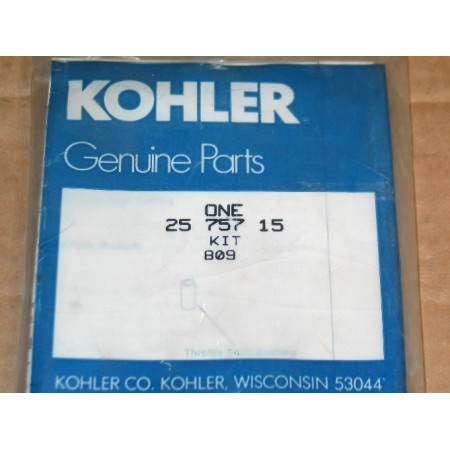 KOHLER
Genuine Parts
ONE
25 757 15
KIT
809
KOHLER CO. KOHLER, WISCONSIN 53044